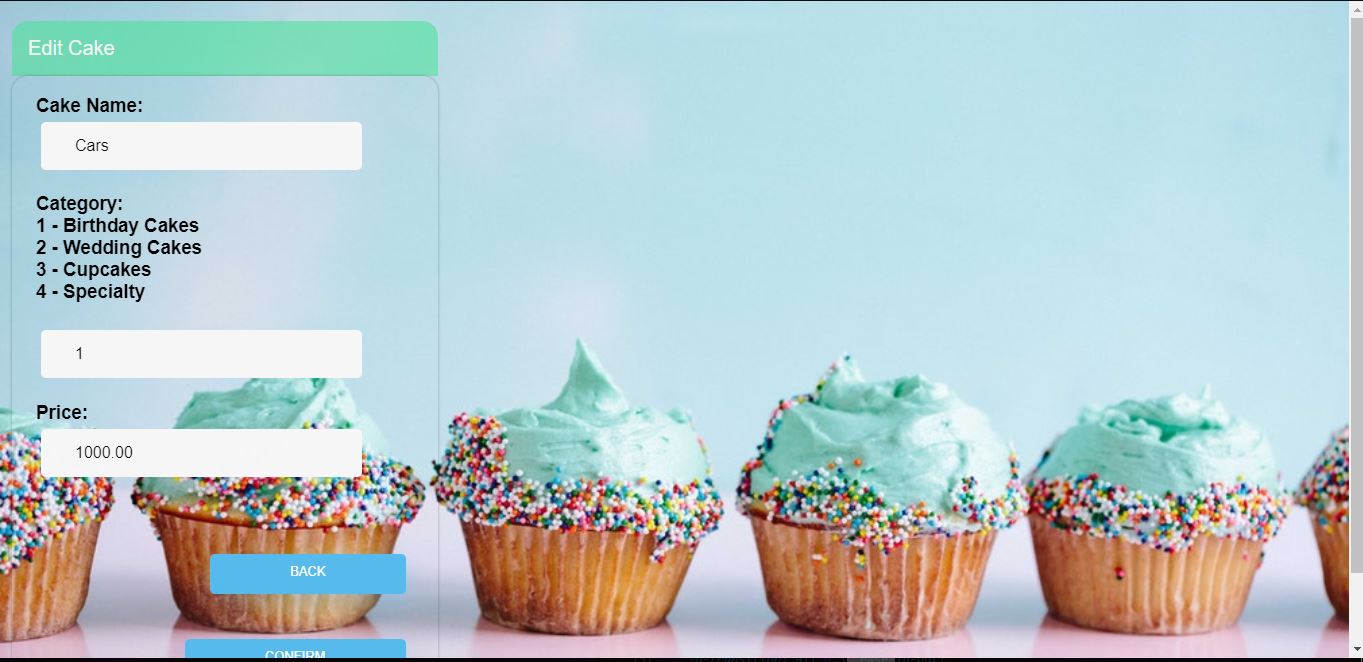 Edit Cake
Cake Name:
Cars
Category:
1 - Birthday Cakes
2 - Wedding Cakes
3 - Cupcakes
4 - Specialty
1
Price:
1000.00
BACK
CONFIRM